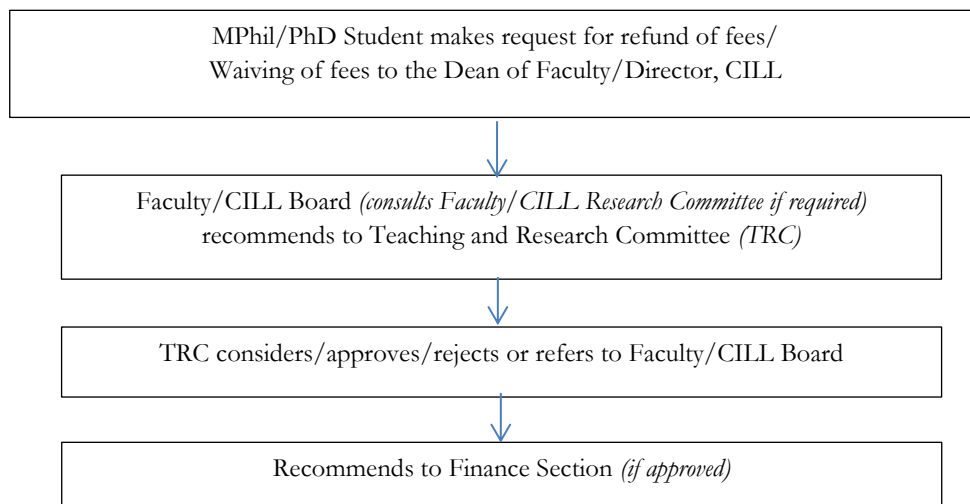 MPhil/PhD Student makes request for refund of fees/
Waiving of fees to the Dean of Faculty/Director, CILL
Faculty/CILL Board (consults Faculty/CILL Research Committee if required)
recommends to Teaching and Research Committee (TRC)
TRC considers/approves/rejects or refers to Faculty/CILL Board
Recommends to Finance Section (if approved)